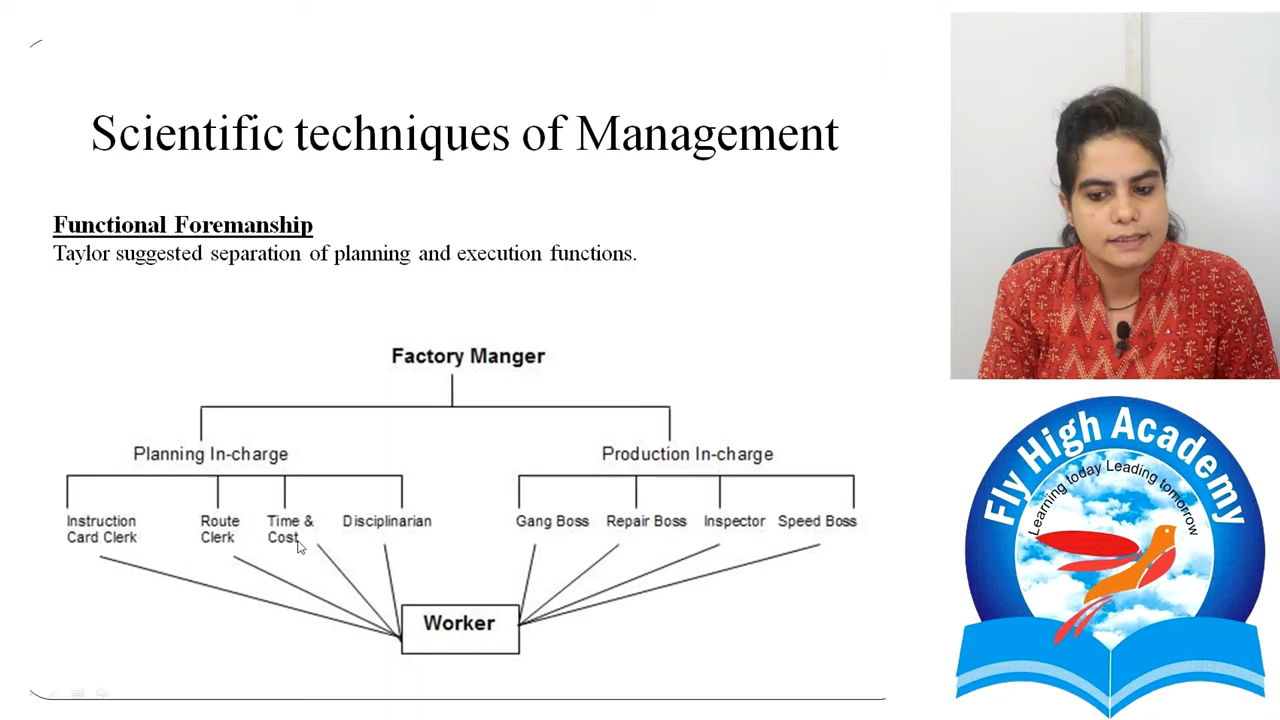 Scientific techniques of Management
Functional Foremanship
Taylor suggested separation of planning and execution functions.
Factory Manger
Planning In-charge
Production In-charge
Instruction
Card Clerk
Route
Clerk
Time &
Cost
Disciplinarian
Gang Boss
Repair Boss
Inspector
Speed Boss
Worker
Fly High Academy
Learning today Leading tomorrow